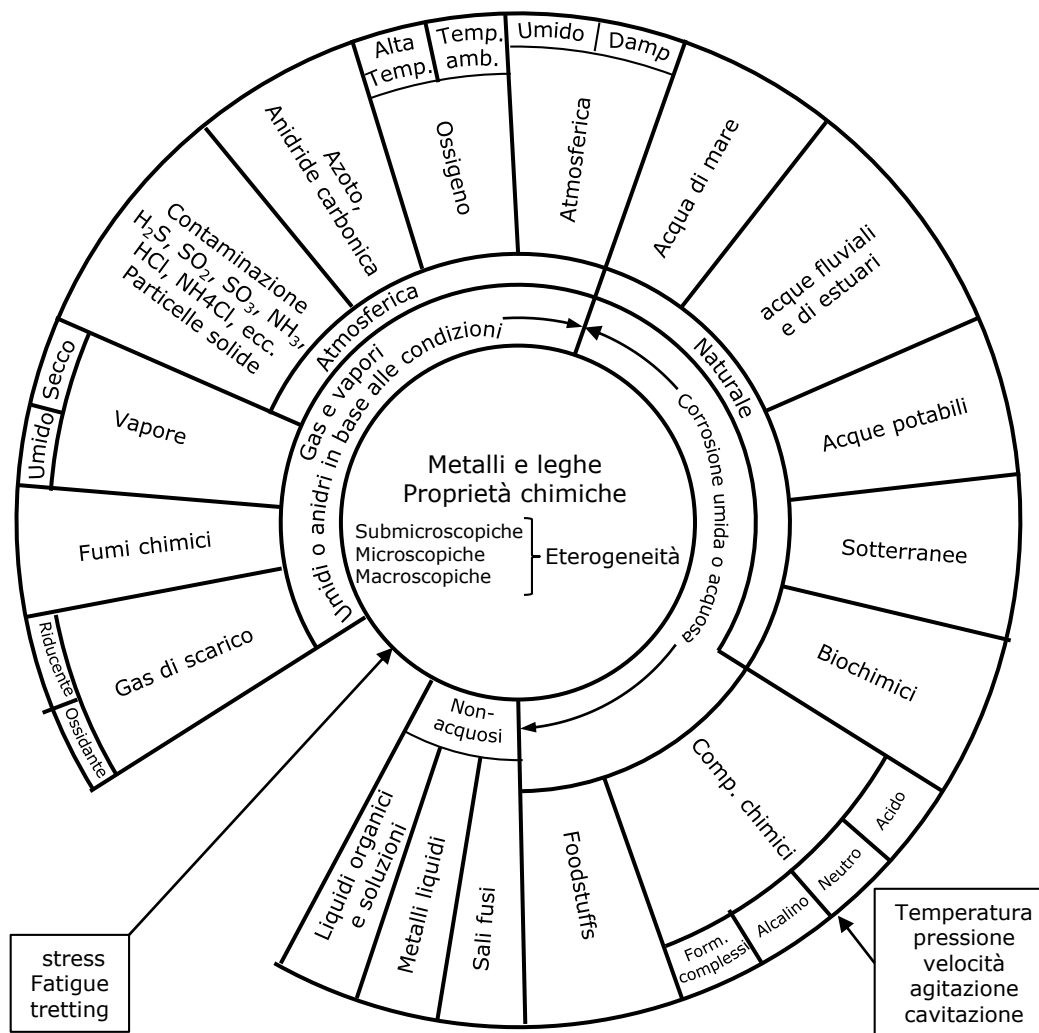 Alta
Temp.
Temp.
amb.
Umido
Damp
Ossigeno
Atmosferica
Acqua di mare
acque fluviali
e di estuari
Acque potabili
Sotterranee
Biochimici
Comp. chimici
Acido
Neutro
Alcalino
Form.
complessi
Foodstuffs
Non-
acquosi
Sali fusi
Metalli liquidi
Liquidi organici
e soluzioni
Gas di scarico
Riducente
Ossidante
Fumi chimici
Vapore
Umido
Secco
Contaminazione
H₂S, SO₂, SO₃, NH₃,
HCl, NH4Cl, ecc.
Particelle solide
Azoto,
Anidride carbonica
Atmosferica
Naturale
Gas e vapori
Umidi o anidri in base alle condizioni
Corrosione umida o acquosa
Metalli e leghe
Proprietà chimiche
Submicroscopiche
Microscopiche
Macroscopiche
Eterogeneità
stress
Fatigue
tretting
Temperatura
pressione
velocità
agitazione
cavitazione